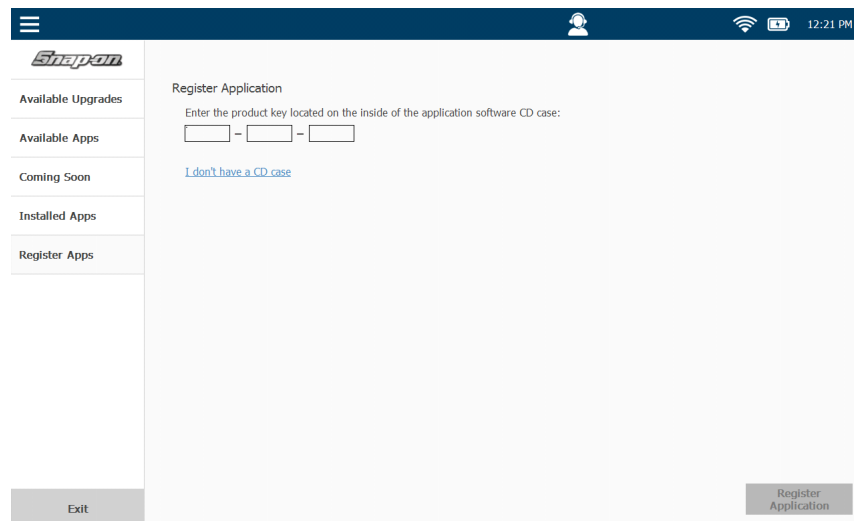 12:21 PM
Snap-on
Available Upgrades
Available Apps
Coming Soon
Installed Apps
Register Apps
Exit
Register Application
Enter the product key located on the inside of the application software CD case:
– –
I don't have a CD case
Register
Application